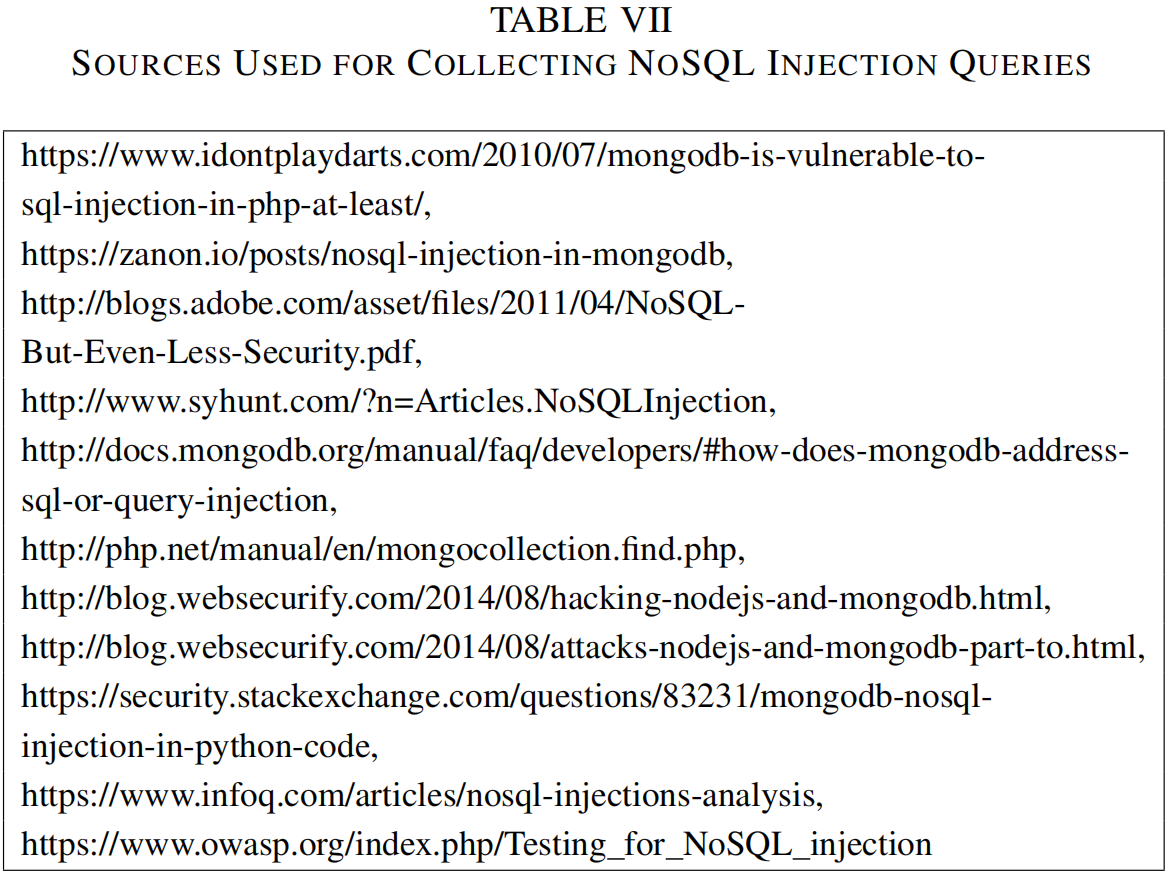 TABLE VII
SOURCES USED FOR COLLECTING NOSQL INJECTION QUERIES
https://www.idontplaydarts.com/2010/07/mongodb-is-vulnerable-to-
sql-injection-in-php-at-least/,
https://zanon.io/posts/nosql-injection-in-mongodb,
http://blogs.adobe.com/asset/files/2011/04/NoSQL-
But-Even-Less-Security.pdf,
http://www.syhunt.com/?n=Articles.NoSQLInjection,
http://docs.mongodb.org/manual/faq/developers/#how-does-mongodb-address-
sql-or-query-injection,
http://php.net/manual/en/mongocollection.find.php,
http://blog.websecurify.com/2014/08/hacking-nodejs-and-mongodb.html,
http://blog.websecurify.com/2014/08/attacks-nodejs-and-mongodb-part-to.html,
https://security.stackexchange.com/questions/83231/mongodb-nosql-
injection-in-python-code,
https://www.infoq.com/articles/nosql-injections-analysis,
https://www.owasp.org/index.php/Testing_for_NoSQL_injection